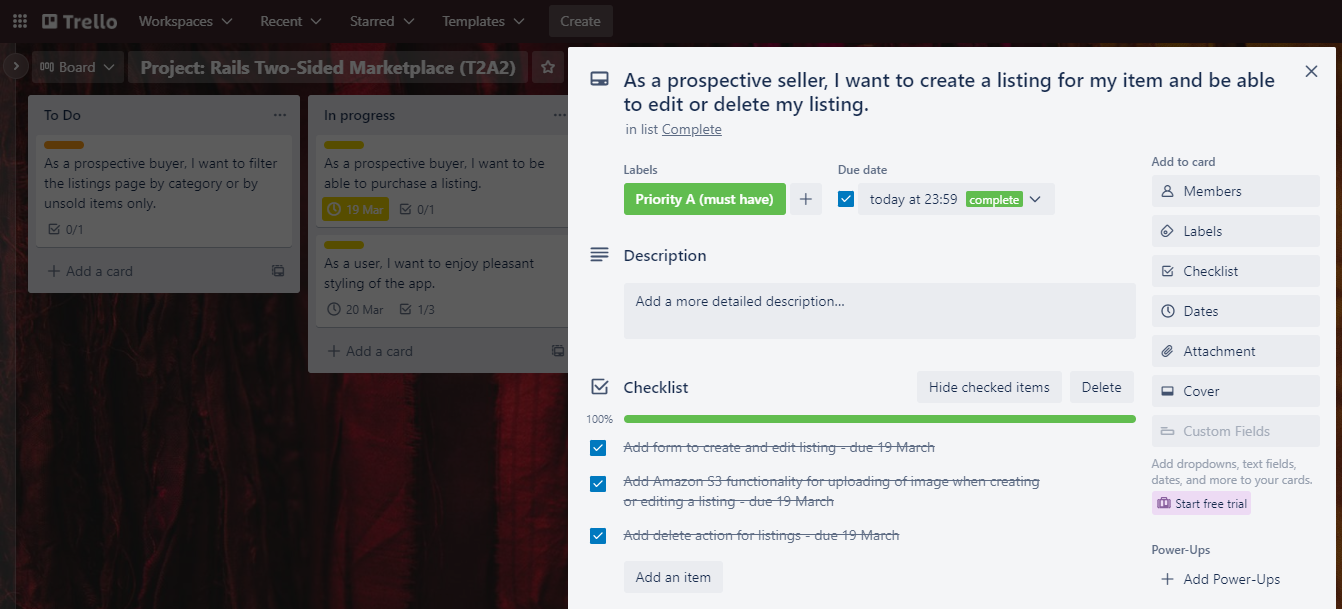 Trello
Workspaces
Recent
Starred
Templates
Create
Board
Project: Rails Two-Sided Marketplace (T2A2)
To Do
As a prospective buyer, I want to filter
the listings page by category or by
unsold items only.
0/1
+ Add a card
In progress
As a prospective buyer, I want to be
able to purchase a listing.
19 Mar 0/1
As a user, I want to enjoy pleasant
styling of the app.
20 Mar 1/3
+ Add a card
As a prospective seller, I want to create a listing for my item and be able
to edit or delete my listing.
in list Complete
Labels
Priority A (must have)
+
Due date
today at 23:59 complete
Description
Add a more detailed description...
Checklist
Hide checked items
Delete
100%
Add form to create and edit listing - due 19 March
Add Amazon S3 functionality for uploading of image when creating
or editing a listing - due 19 March
Add delete action for listings - due 19 March
Add an item
Add to card
Members
Labels
Checklist
Dates
Attachment
Cover
Custom Fields
Add dropdowns, text fields,
dates, and more to your cards.
Start free trial
Power-Ups
+ Add Power-Ups